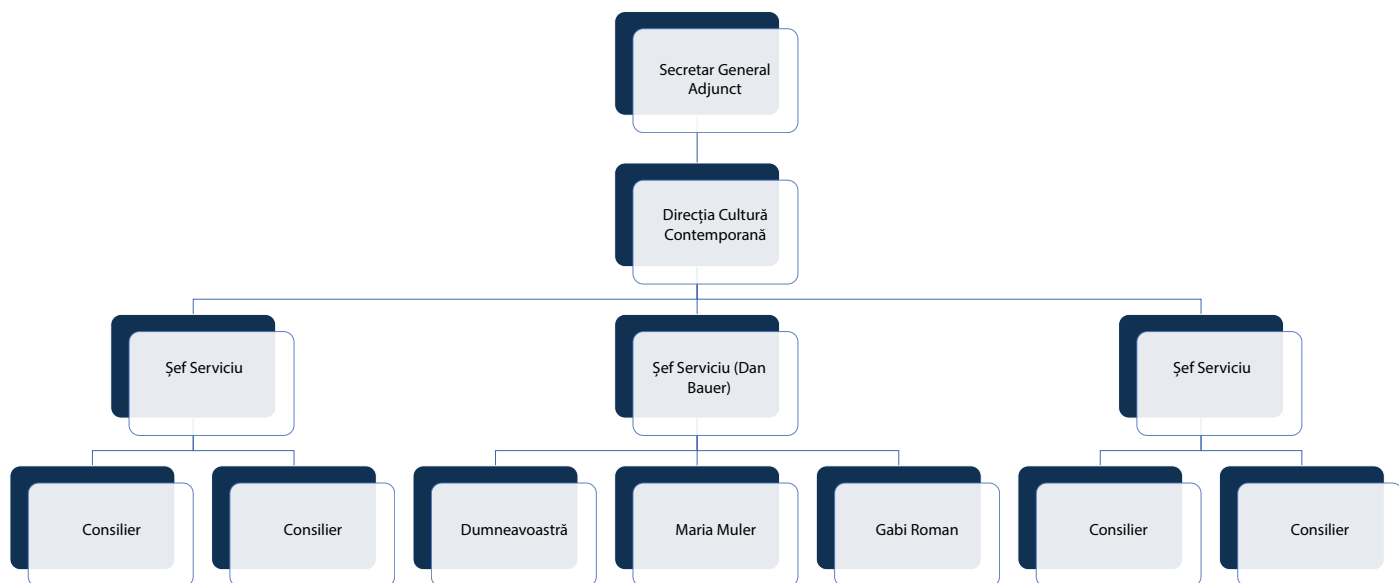 Secretar General
Adjunct
Direcția Cultură
Contemporană
Șef Serviciu
Șef Serviciu (Dan
Bauer)
Șef Serviciu
Consilier
Consilier
Dumneavoastră
Maria Muler
Gabi Roman
Consilier
Consilier